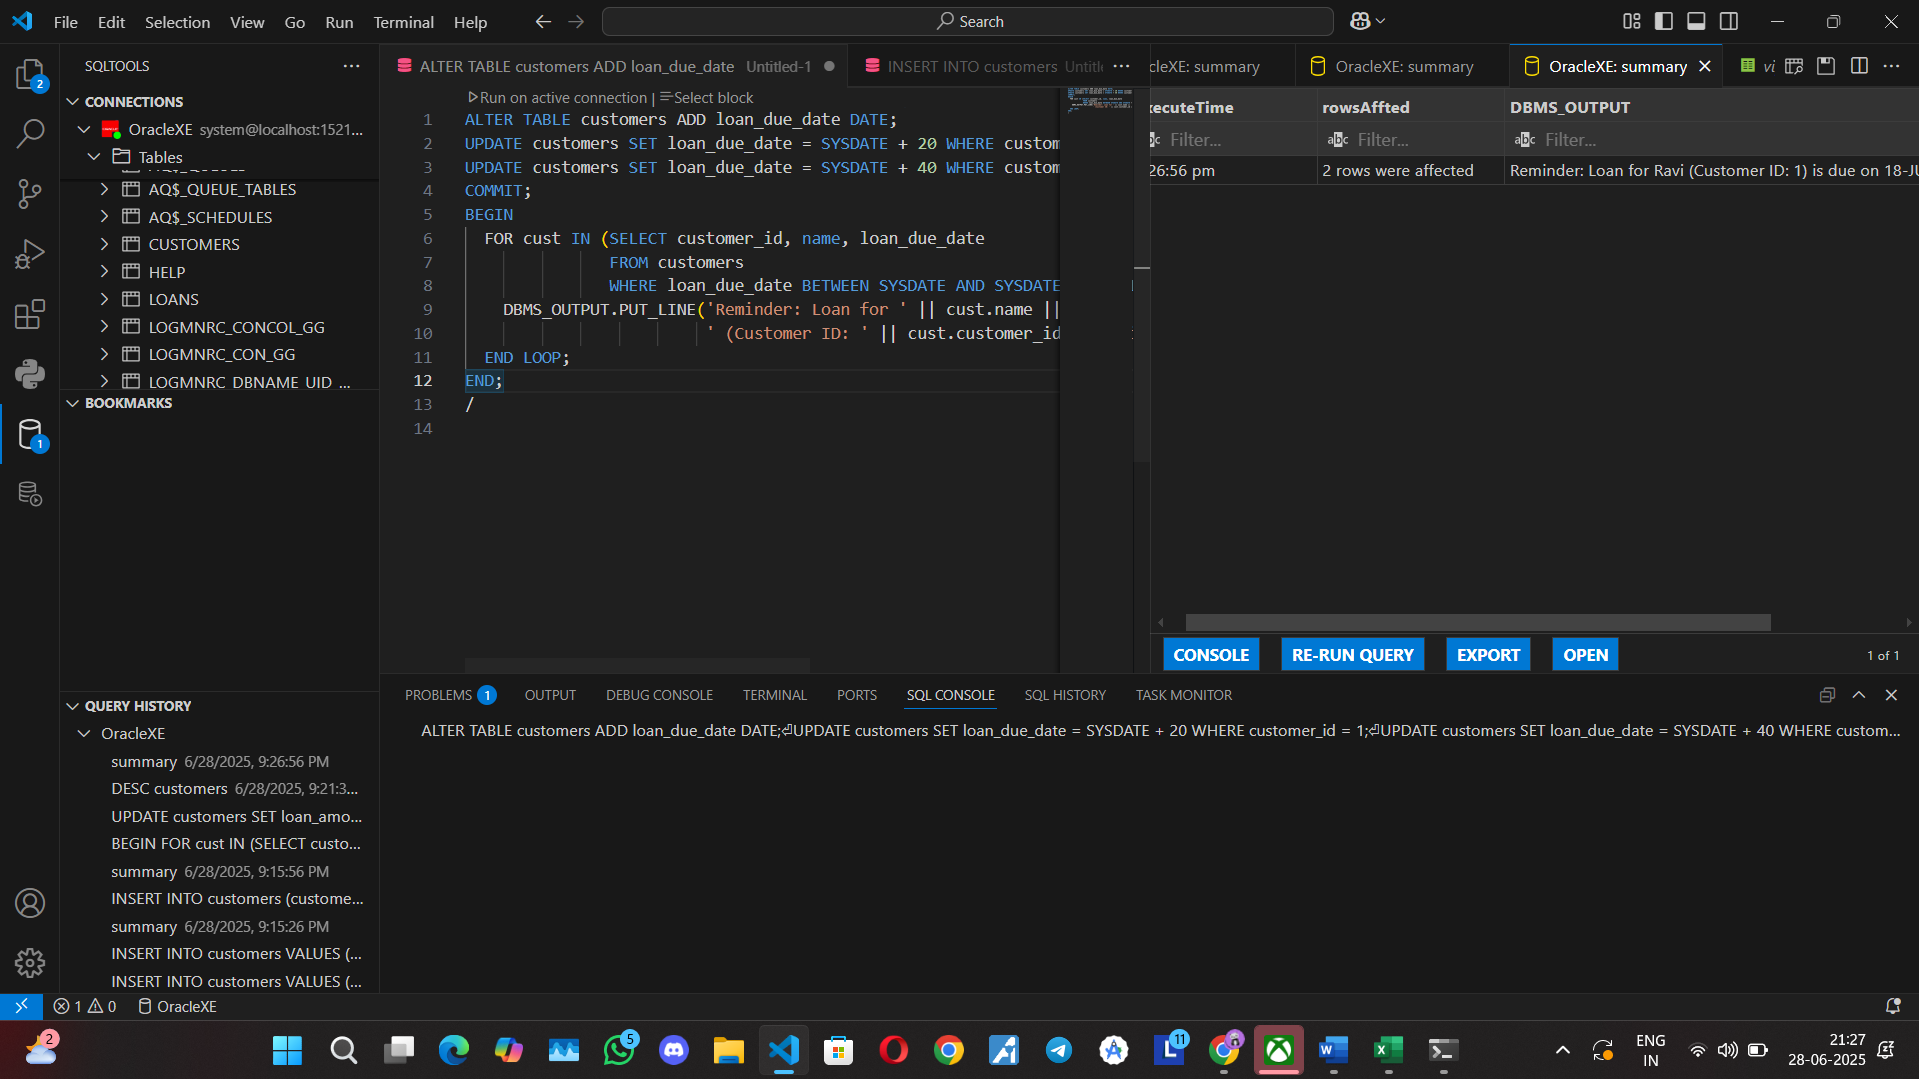 File Edit Selection View Go Run Terminal Help
Search
SQLTOOLS
CONNECTIONS
OracleXE system@localhost:1521...
Tables
AQ$_QUEUE_TABLES
AQ$_SCHEDULES
CUSTOMERS
HELP
LOANS
LOGMNRC_CONCOL_GG
LOGMNRC_CON_GG
LOGMNRC_DBNAME_UID_...
BOOKMARKS
QUERY HISTORY
OracleXE
summary 6/28/2025, 9:26:56 PM
DESC customers 6/28/2025, 9:21:3...
UPDATE customers SET loan_amo...
BEGIN FOR cust IN (SELECT custo...
summary 6/28/2025, 9:15:56 PM
INSERT INTO customers (custome...
summary 6/28/2025, 9:15:26 PM
INSERT INTO customers VALUES (...
INSERT INTO customers VALUES (...
ALTER TABLE customers ADD loan_due_date Untitled-1
INSERT INTO customers Untitl
Run on active connection | Select block
1 ALTER TABLE customers ADD loan_due_date DATE;
2 UPDATE customers SET loan_due_date = SYSDATE + 20 WHERE custom
3 UPDATE customers SET loan_due_date = SYSDATE + 40 WHERE custom
4 COMMIT;
5 BEGIN
6 FOR cust IN (SELECT customer_id, name, loan_due_date
7 FROM customers
8 WHERE loan_due_date BETWEEN SYSDATE AND SYSDATE
9 DBMS_OUTPUT.PUT_LINE('Reminder: Loan for ' || cust.name ||
10 ' (Customer ID: ' || cust.customer_id
11 END LOOP;
12 END;
13 /
14
cleXE: summary
OracleXE: summary
OracleXE: summary
vi
xecuteTime rowsAffted DBMS_OUTPUT
Filter... Filter... Filter...
26:56 pm 2 rows were affected Reminder: Loan for Ravi (Customer ID: 1) is due on 18-JU
CONSOLE RE-RUN QUERY EXPORT OPEN 1 of 1
PROBLEMS 1 OUTPUT DEBUG CONSOLE TERMINAL PORTS SQL CONSOLE SQL HISTORY TASK MONITOR
ALTER TABLE customers ADD loan_due_date DATE;⏎UPDATE customers SET loan_due_date = SYSDATE + 20 WHERE customer_id = 1;⏎UPDATE customers SET loan_due_date = SYSDATE + 40 WHERE custom...
1 0 OracleXE
ENG
IN
21:27
28-06-2025